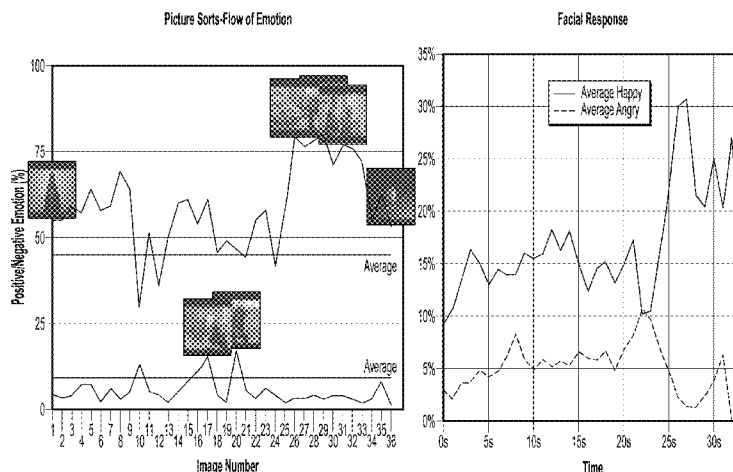 Picture Sorts-Flow of Emotion
Positive/Negative Emotion (%)
100
75
50
25
0
Average
Average
1 2 3 4 5 6 7 8 9 10 11 12 13 14 15 16 17 18 19 20 21 22 23 24 25 26 27 28 29 30 31 32 33 34 35 36
Image Number
Facial Response
35%
30%
25%
20%
15%
10%
5%
0%
Average Happy
Average Angry
0s 5s 10s 15s 20s 25s 30s
Time